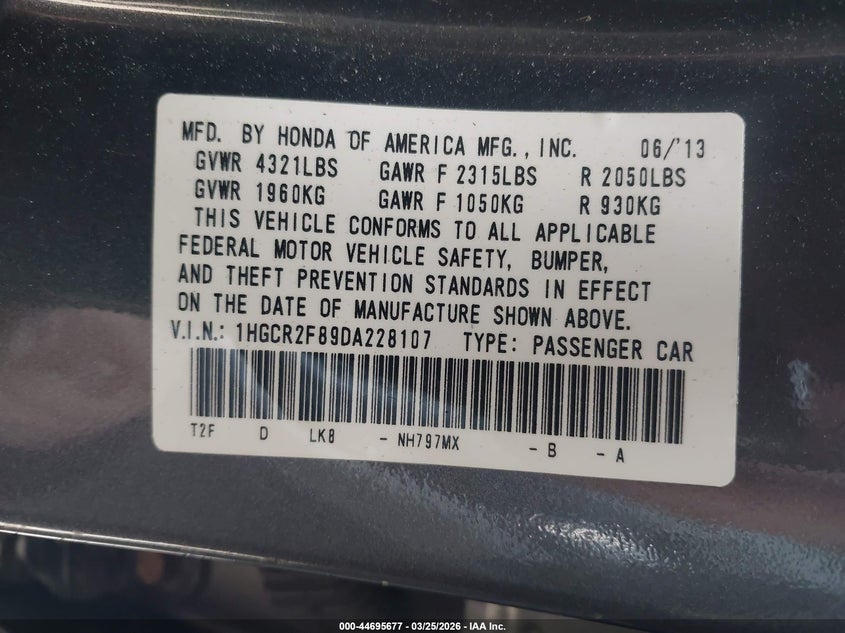 MFD. BY HONDA OF AMERICA MFG., INC. 06/'13
GVWR 4321LBS GAWR F 2315LBS R 2050LBS
GVWR 1960KG GAWR F 1050KG R 930KG
THIS VEHICLE CONFORMS TO ALL APPLICABLE
FEDERAL MOTOR VEHICLE SAFETY, BUMPER,
AND THEFT PREVENTION STANDARDS IN EFFECT
ON THE DATE OF MANUFACTURE SHOWN ABOVE.
V.I.N.: 1HGCR2F89DA228107 TYPE: PASSENGER CAR
T2F D LK8 - NH797MX - B - A
000-44695677 - 03/25/2026 - IAA Inc.